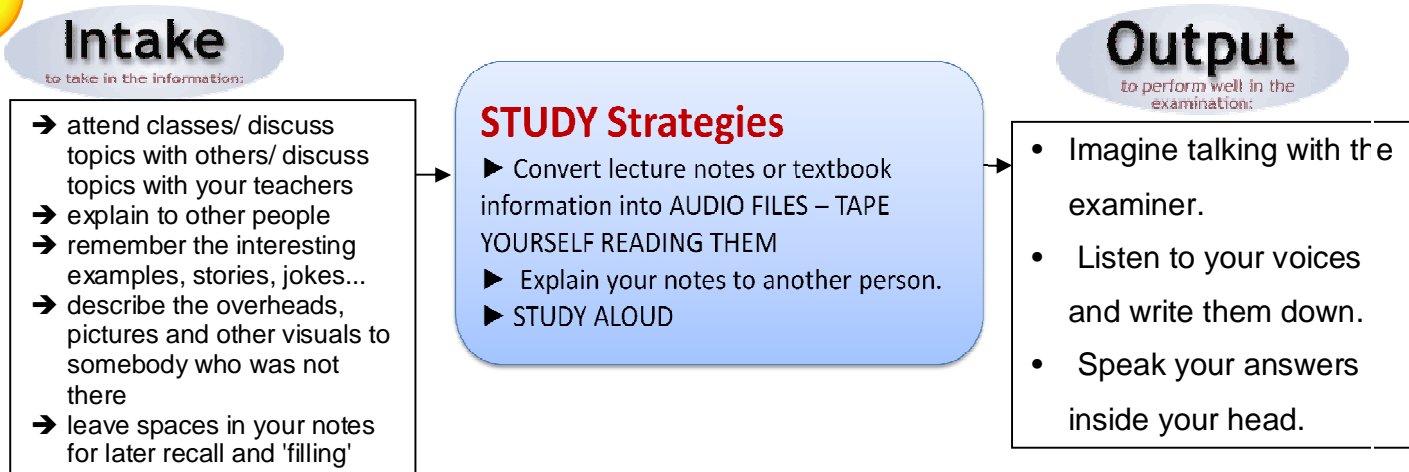 Intake
to take in the information:
➔ attend classes/ discuss
topics with others/ discuss
topics with your teachers
➔ explain to other people
➔ remember the interesting
examples, stories, jokes...
➔ describe the overheads,
pictures and other visuals to
somebody who was not
there
➔ leave spaces in your notes
for later recall and 'filling'
STUDY Strategies
► Convert lecture notes or textbook
information into AUDIO FILES – TAPE
YOURSELF READING THEM
► Explain your notes to another person.
► STUDY ALOUD
Output
to perform well in the
examination:
• Imagine talking with the
examiner.
• Listen to your voices
and write them down.
• Speak your answers
inside your head.